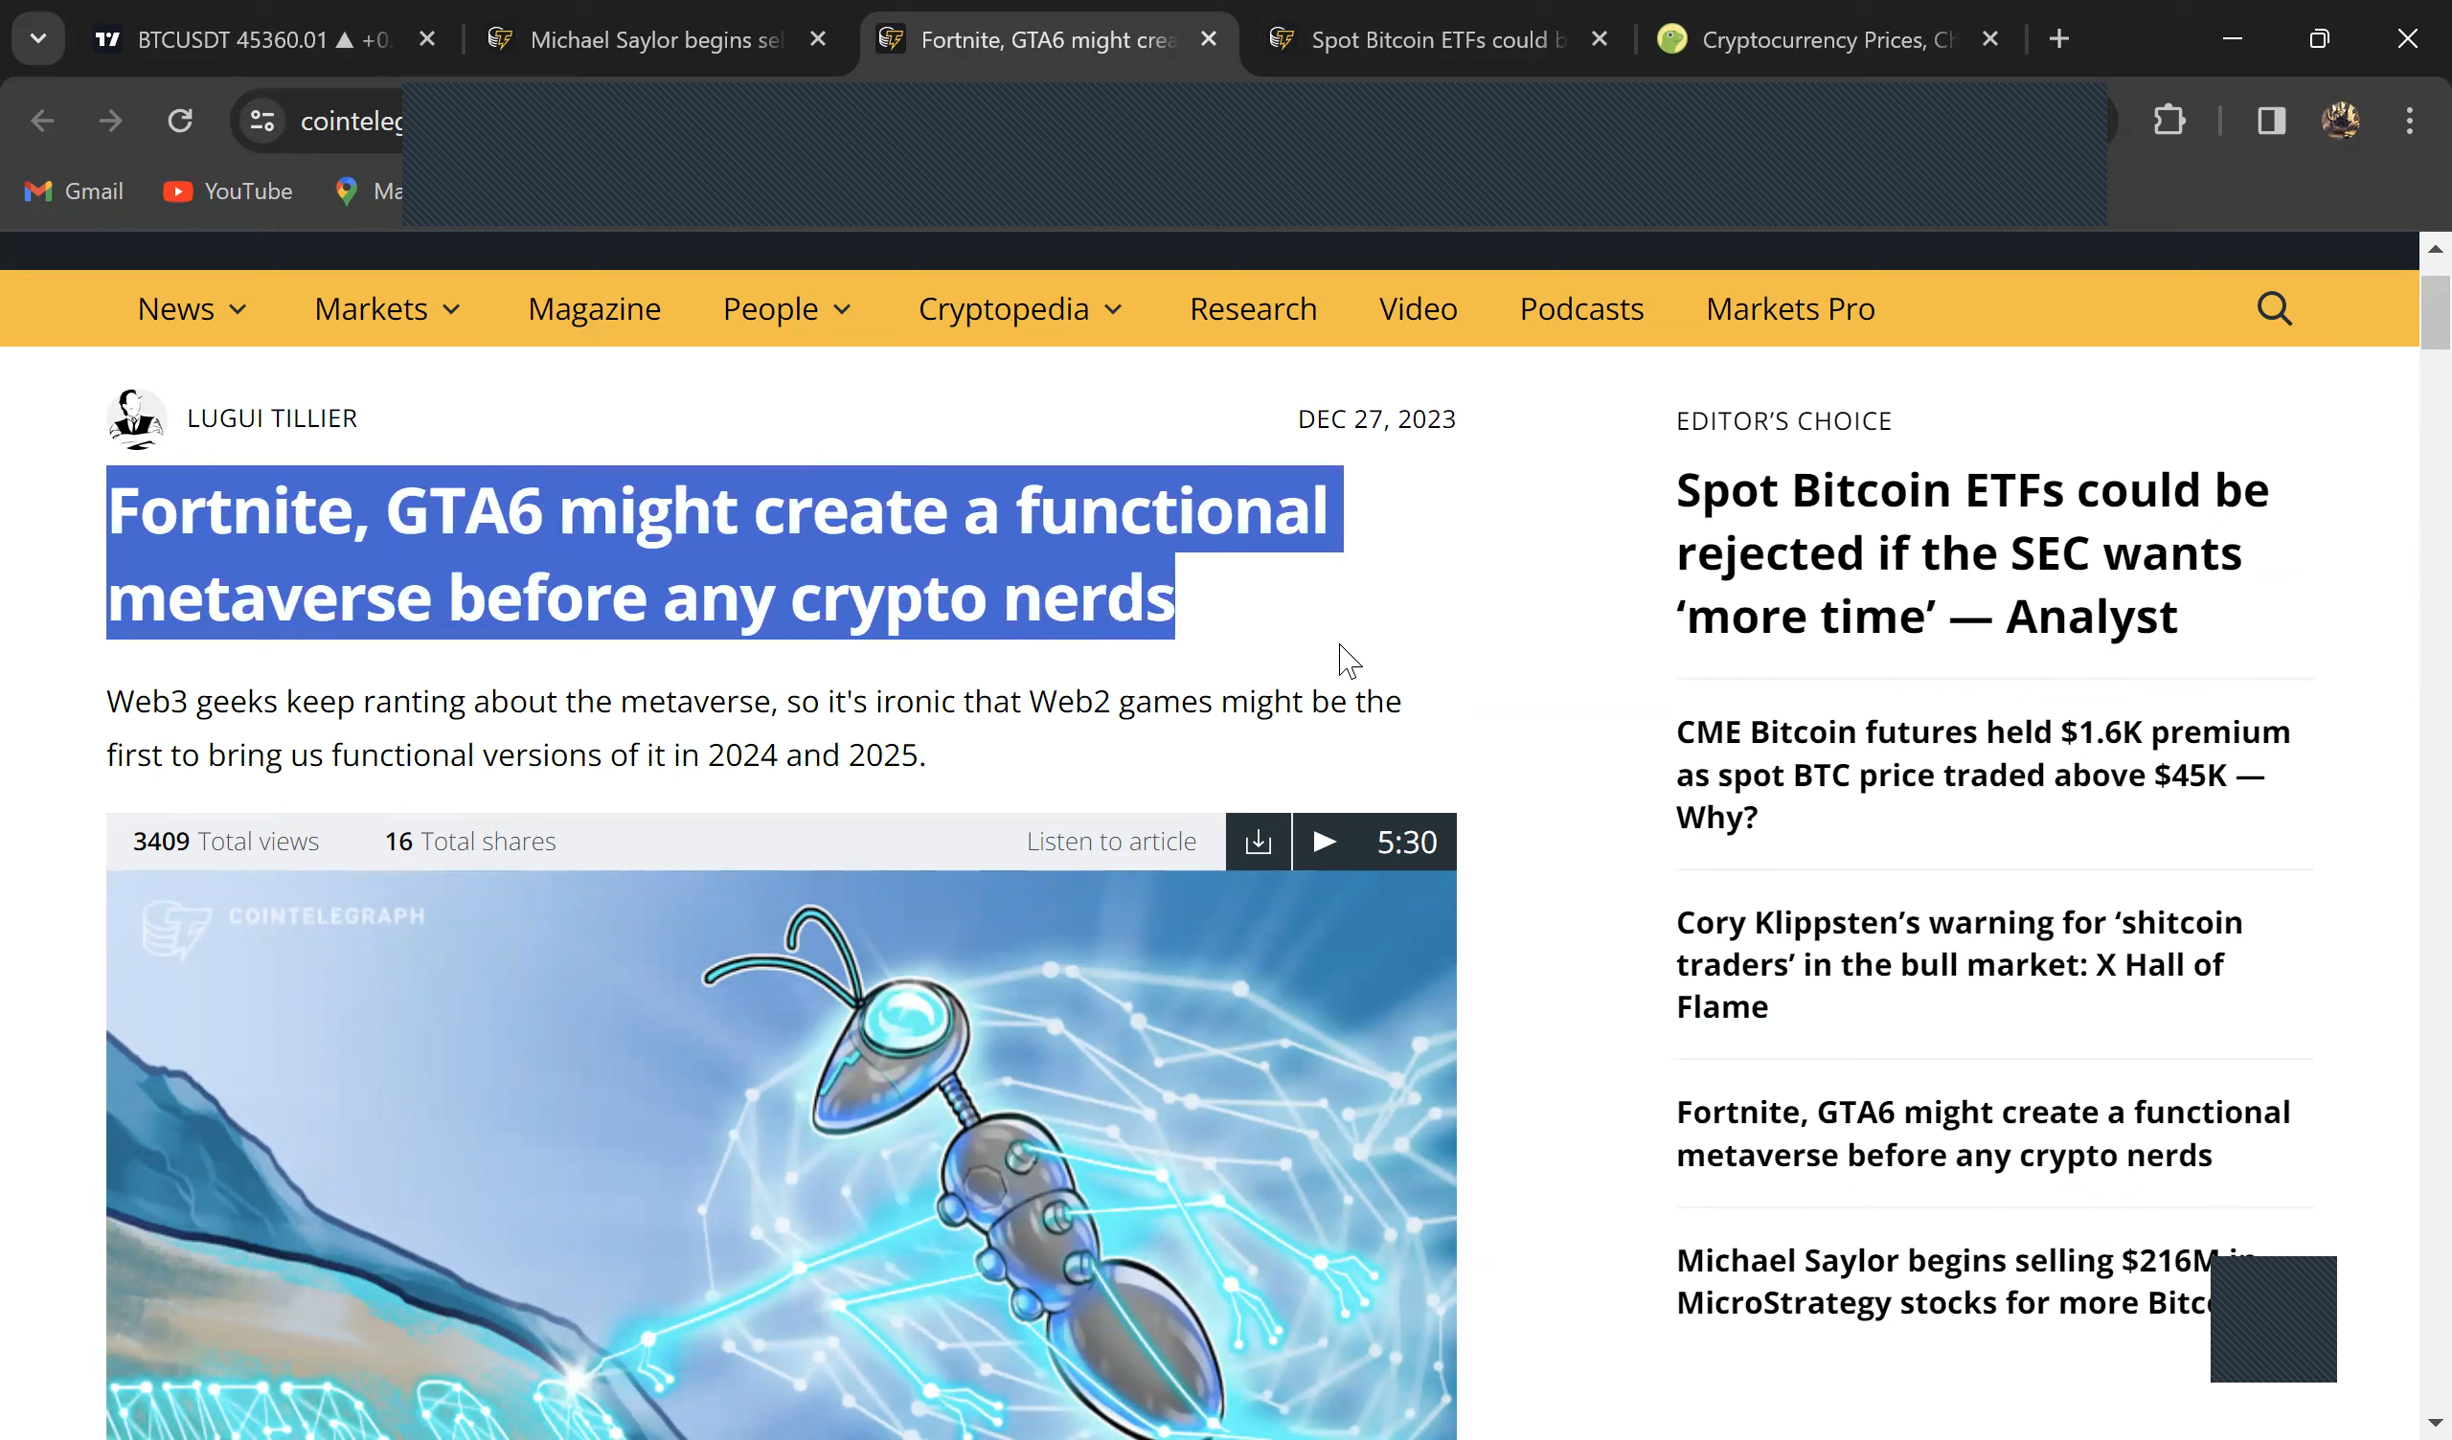 BTCUSDT 45360.01 ▲ +0.
Michael Saylor begins sel
Fortnite, GTA6 might crea
Spot Bitcoin ETFs could b
Cryptocurrency Prices, Ch
cointeleg
Gmail
YouTube
Ma
News
Markets
Magazine
People
Cryptopedia
Research
Video
Podcasts
Markets Pro
LUGUI TILLIER
DEC 27, 2023
Fortnite, GTA6 might create a functional
metaverse before any crypto nerds
Web3 geeks keep ranting about the metaverse, so it's ironic that Web2 games might be the
first to bring us functional versions of it in 2024 and 2025.
3409 Total views
16 Total shares
Listen to article
5:30
COINTELEGRAPH
EDITOR’S CHOICE
Spot Bitcoin ETFs could be
rejected if the SEC wants
‘more time’ — Analyst
CME Bitcoin futures held $1.6K premium
as spot BTC price traded above $45K —
Why?
Cory Klippsten’s warning for ‘shitcoin
traders’ in the bull market: X Hall of
Flame
Fortnite, GTA6 might create a functional
metaverse before any crypto nerds
Michael Saylor begins selling $216M in
MicroStrategy stocks for more Bitc